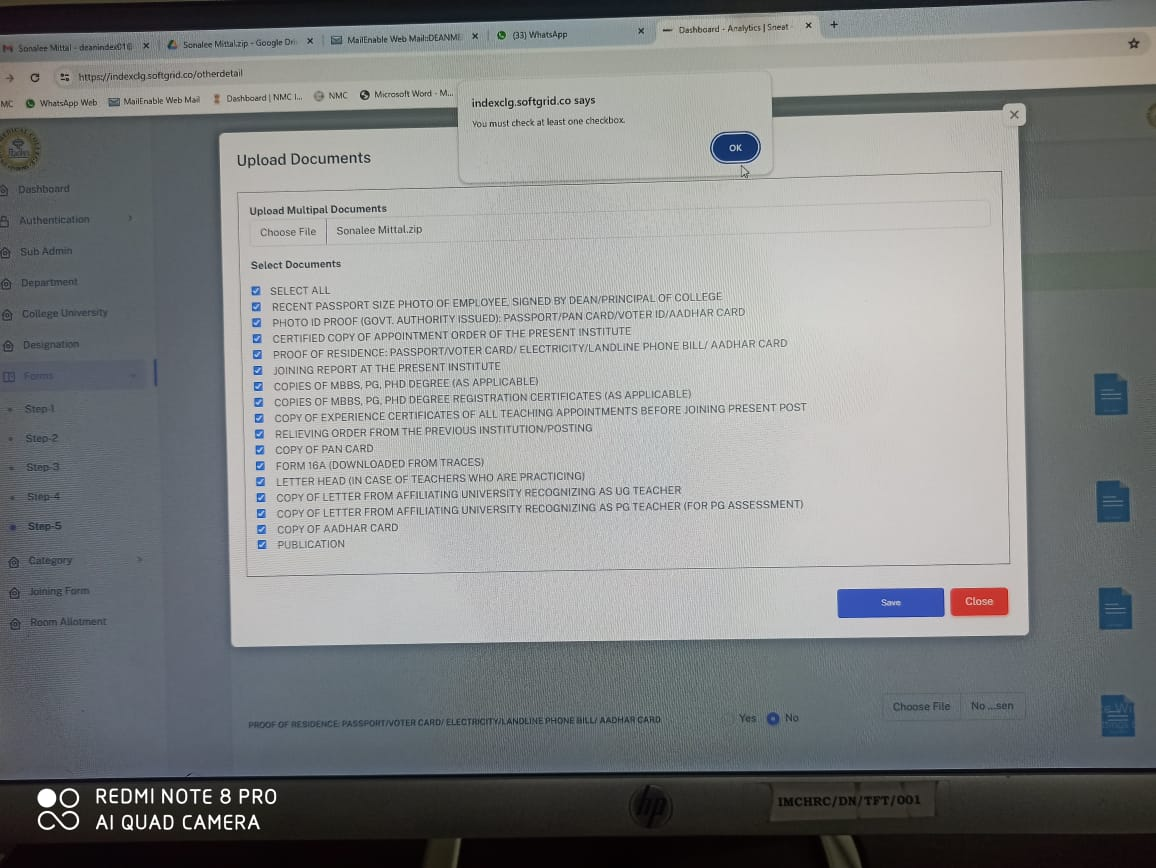 Sonalee Mittal - deanindex01@
Sonalee Mittal.zip - Google Dri
MailEnable Web Mail::DEANME
(33) WhatsApp
Dashboard - Analytics | Sneat
https://indexclg.softgrid.co/otherdetail
MC
WhatsApp Web
MailEnable Web Mail
Dashboard | NMC I...
NMC
Microsoft Word - M...
indexclg.softgrid.co says
You must check at least one checkbox.
OK
Upload Documents
Upload Multipal Documents
Choose File
Sonalee Mittal.zip
Select Documents
SELECT ALL
RECENT PASSPORT SIZE PHOTO OF EMPLOYEE, SIGNED BY DEAN/PRINCIPAL OF COLLEGE
PHOTO ID PROOF (GOVT. AUTHORITY ISSUED): PASSPORT/PAN CARD/VOTER ID/AADHAR CARD
CERTIFIED COPY OF APPOINTMENT ORDER OF THE PRESENT INSTITUTE
PROOF OF RESIDENCE: PASSPORT/VOTER CARD/ ELECTRICITY/LANDLINE PHONE BILL/ AADHAR CARD
JOINING REPORT AT THE PRESENT INSTITUTE
COPIES OF MBBS, PG, PHD DEGREE (AS APPLICABLE)
COPIES OF MBBS, PG, PHD DEGREE REGISTRATION CERTIFICATES (AS APPLICABLE)
COPY OF EXPERIENCE CERTIFICATES OF ALL TEACHING APPOINTMENTS BEFORE JOINING PRESENT POST
RELIEVING ORDER FROM THE PREVIOUS INSTITUTION/POSTING
COPY OF PAN CARD
FORM 16A (DOWNLOADED FROM TRACES)
LETTER HEAD (IN CASE OF TEACHERS WHO ARE PRACTICING)
COPY OF LETTER FROM AFFILIATING UNIVERSITY RECOGNIZING AS UG TEACHER
COPY OF LETTER FROM AFFILIATING UNIVERSITY RECOGNIZING AS PG TEACHER (FOR PG ASSESSMENT)
COPY OF AADHAR CARD
PUBLICATION
Save
Close
Dashboard
Authentication
Sub Admin
Department
College University
Designation
Forms
Step-1
Step-2
Step-3
Step-4
Step-5
Category
Joining Form
Room Allotment
PROOF OF RESIDENCE: PASSPORT/VOTER CARD/ ELECTRICITY/LANDLINE PHONE BILL/ AADHAR CARD
Yes
No
Choose File
No ...sen
hp
IMCHRC/DN/TFT/001
REDMI NOTE 8 PRO
AI QUAD CAMERA